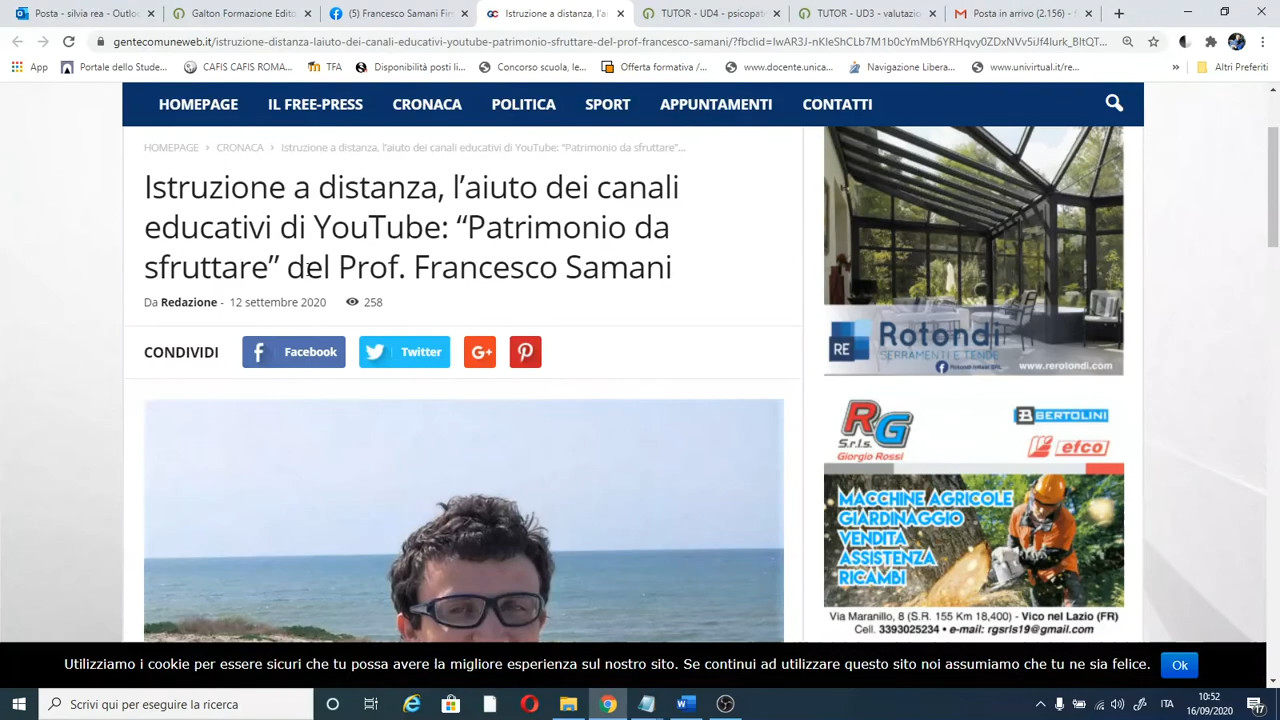 Posta - silvia rea - Outlo
Galton Formazione Edito
(5) Francesco Samani Firs
Istruzione a distanza, l'ai
TUTOR - UD4 – psicopat
TUTOR - UD3 – valutazio
Posta in arrivo (2.156) - f
gentecomuneweb.it/istruzione-distanza-laiuto-dei-canali-educativi-youtube-patrimonio-sfruttare-del-prof-francesco-samani/?fbclid=
App
Portale dello Stude...
CAFIS CAFIS ROMA...
TFA
Disponibilità posti li...
Concorso scuola, le...
Offerta formativa /...
www.docente.unica...
Navigazione Libera...
www.univirtual.it/re...
»
Altri Preferiti
HOMEPAGE IL FREE-PRESS CRONACA POLITICA SPORT APPUNTAMENTI CONTATTI
HOMEPAGE › CRONACA › Istruzione a distanza, l'aiuto dei canali educativi di YouTube: “Patrimonio da sfruttare”...
Istruzione a distanza, l’aiuto dei canali
educativi di YouTube: “Patrimonio da
sfruttare” del Prof. Francesco Samani
Da Redazione - 12 settembre 2020 258
CONDIVIDI Facebook Twitter G+
RE
Rotondi
SERRAMENTI E TENDE
Rotondi Infissi SRL
www.rerotondi.com
RG
S.r.l.s.
Giorgio Rossi
BERTOLINI
efco
MACCHINE AGRICOLE
GIARDINAGGIO
VENDITA
ASSISTENZA
RICAMBI
Via Maranillo, 8 (S.R. 155 Km 18,400) - Vico nel Lazio (FR)
Cell. 3393025234 • e-mail: rgsrls19@gmail.com
Utilizziamo i cookie per essere sicuri che tu possa avere la migliore esperienza sul nostro sito. Se continui ad utilizzare questo sito noi assumiamo che tu ne sia felice. Ok
Scrivi qui per eseguire la ricerca
ITA
10:52
16/09/2020
17